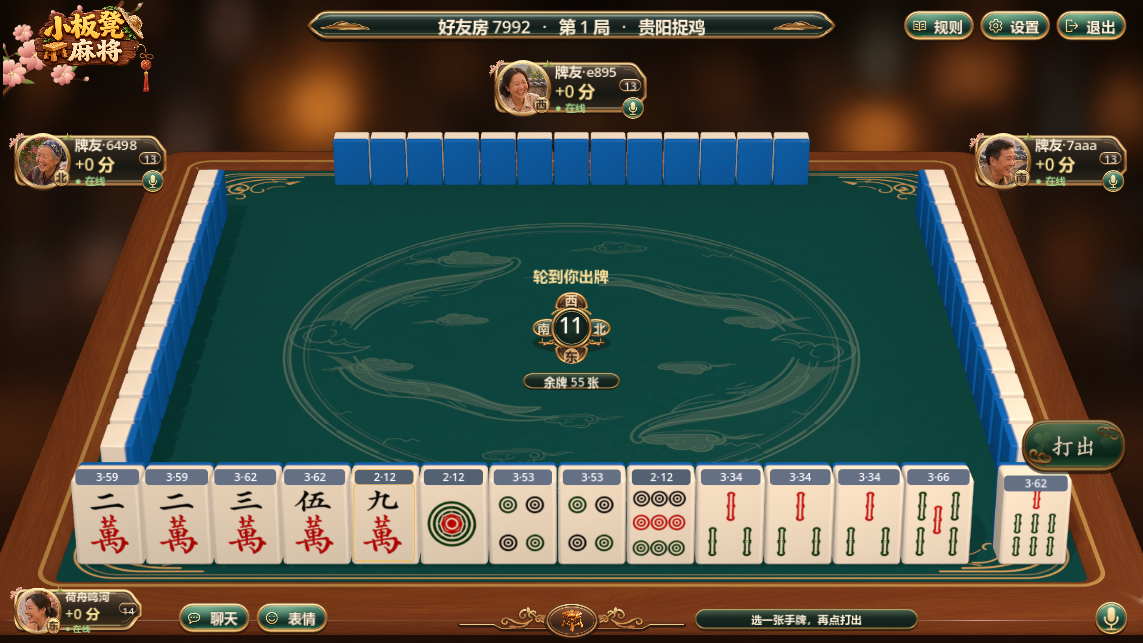 小板凳
麻将
好友房 7992 · 第 1 局 · 贵阳捉鸡
规则
设置
退出
牌友·e895
+0 分
13
西
在线
牌友·6498
+0 分
13
北
在线
牌友·7aaa
+0 分
13
南
在线
轮到你出牌
西
南
11
北
东
余牌 55 张
打出
3·59
3·59
3·62
3·62
2·12
2·12
3·53
3·53
2·12
3·34
3·34
3·34
3·66
3·62
二 二 三 伍 九
萬 萬 萬 萬 萬
荷舟鸣河
+0 分
14
东
在线
聊天
表情
选一张手牌，再点打出